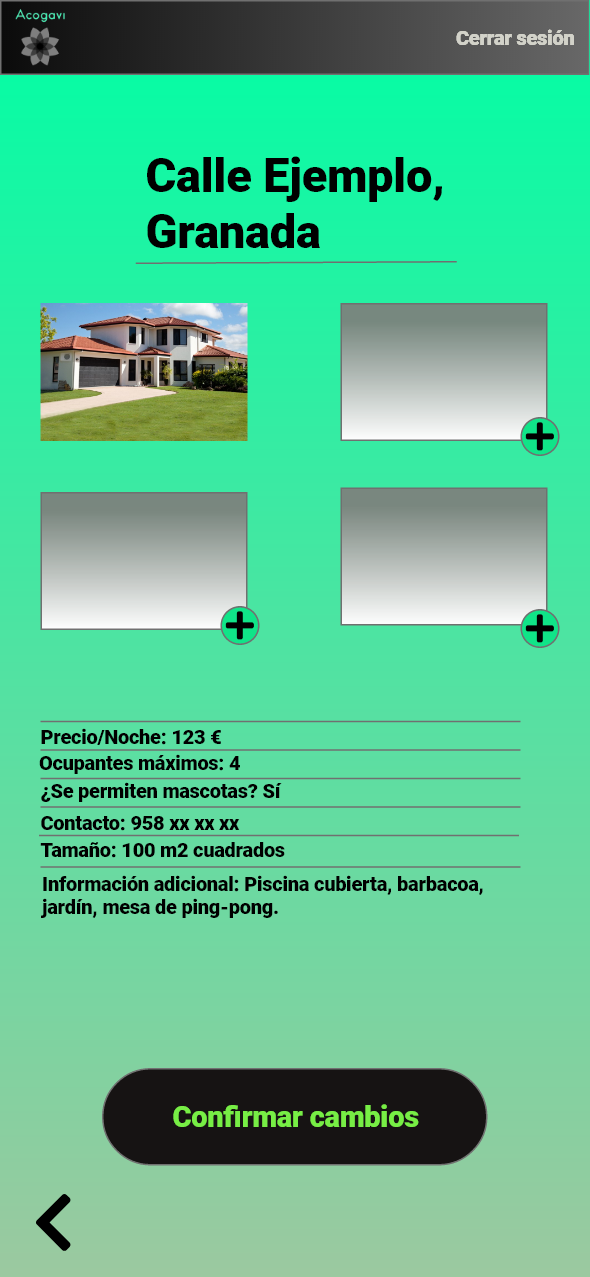 Acogavi
Cerrar sesión
Calle Ejemplo,
Granada
Precio/Noche: 123 €
Ocupantes máximos: 4
¿Se permiten mascotas? Sí
Contacto: 958 xx xx xx
Tamaño: 100 m2 cuadrados
Información adicional: Piscina cubierta, barbacoa,
jardín, mesa de ping-pong.
Confirmar cambios